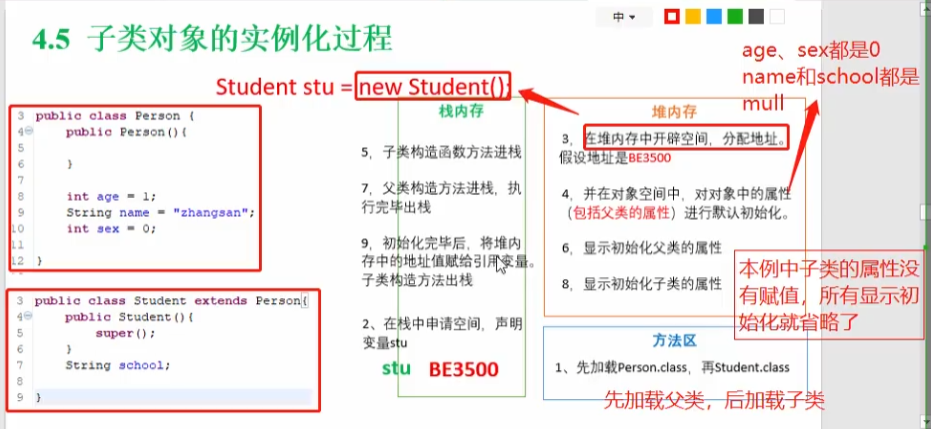 中
4.5 子类对象的实例化过程
age、sex都是0
name和school都是
mull
Student stu = new Student();
3 public class Person {
4 public Person(){
5
6 }
7
8 int age = 1;
9 String name = "zhangsan";
10 int sex = 0;
11
12 }
3 public class Student extends Person{
4 public Student(){
5 super();
6 }
7 String school;
8
9 }
栈内存
5，子类构造函数方法进栈
7，父类构造方法进栈，执
行完毕出栈
9，初始化完毕后，将堆内
存中的地址值赋给引用变量。
子类构造方法出栈
2、在栈中申请空间，声明
变量stu
stu BE3500
堆内存
3，在堆内存中开辟空间，分配地址。
假设地址是BE3500
4，并在对象空间中，对对象中的属性
（包括父类的属性）进行默认初始化。
6，显示初始化父类的属性
8，显示初始化子类的属性
本例中子类的属性没
有赋值，所有显示初
始化就省略了
方法区
1、先加载Person.class，再Student.class
先加载父类，后加载子类